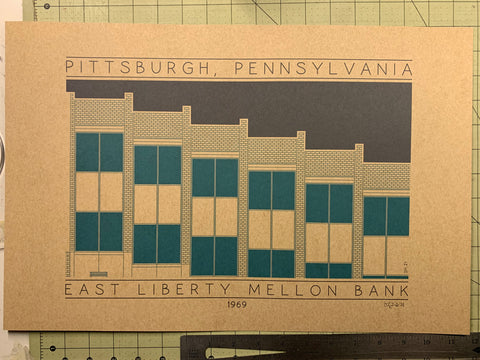 PITTSBURGH, PENNSYLVANIA
EAST LIBERTY MELLON BANK
1969